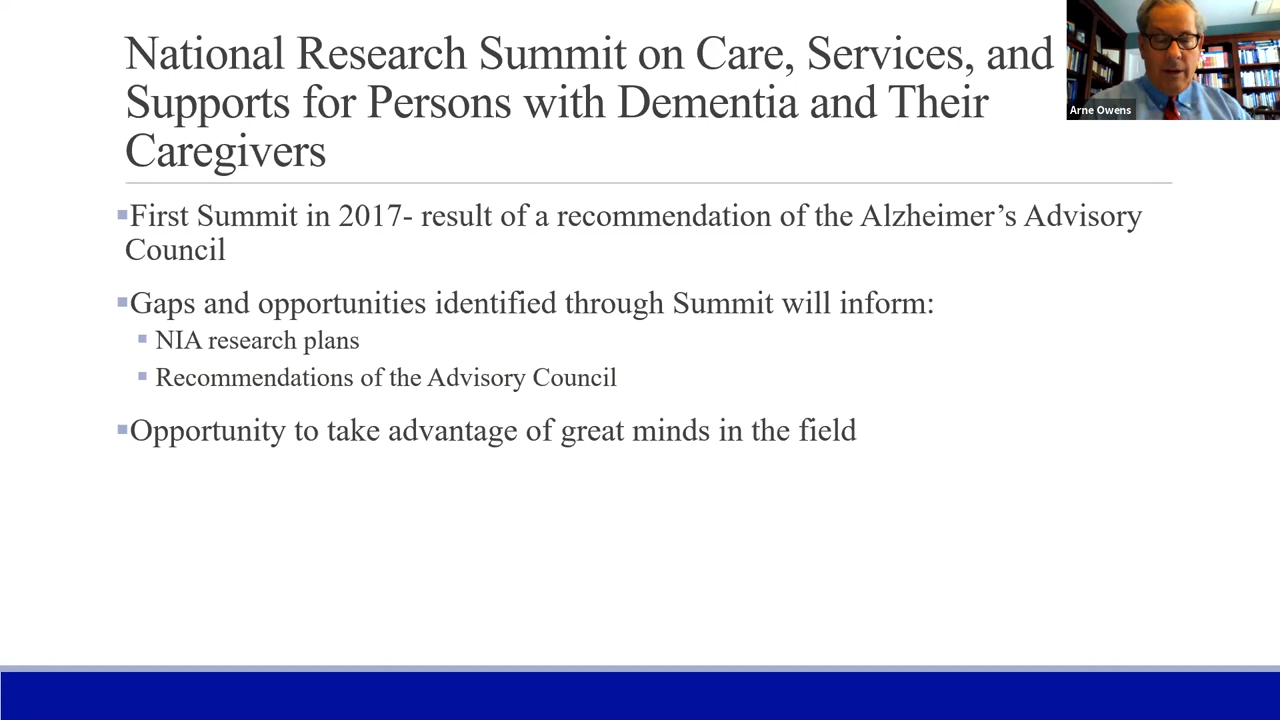 National Research Summit on Care, Services, and
Supports for Persons with Dementia and Their
Caregivers
Arne Owens
▪First Summit in 2017- result of a recommendation of the Alzheimer’s Advisory
Council
▪Gaps and opportunities identified through Summit will inform:
▪ NIA research plans
▪ Recommendations of the Advisory Council
▪Opportunity to take advantage of great minds in the field